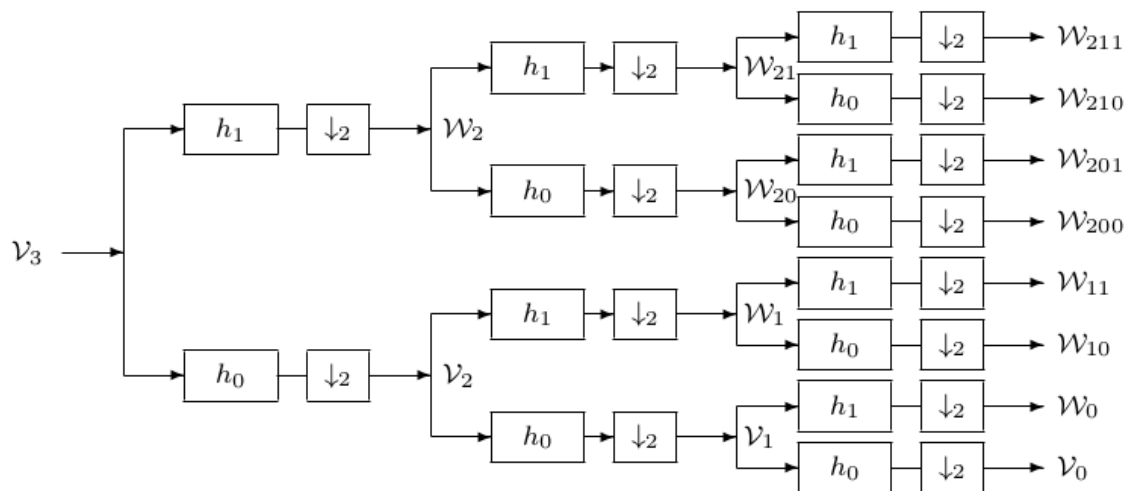 h₁ ↓₂ 𝒲₂₁₁
h₁ ↓₂ 𝒲₂₁
h₀ ↓₂ 𝒲₂₁₀
h₁ ↓₂ 𝒲₂
h₁ ↓₂ 𝒲₂₀₁
h₀ ↓₂ 𝒲₂₀
h₀ ↓₂ 𝒲₂₀₀
𝒱₃
h₁ ↓₂ 𝒲₁₁
h₁ ↓₂ 𝒲₁
h₀ ↓₂ 𝒲₁₀
h₀ ↓₂ 𝒱₂
h₁ ↓₂ 𝒲₀
h₀ ↓₂ 𝒱₁
h₀ ↓₂ 𝒱₀